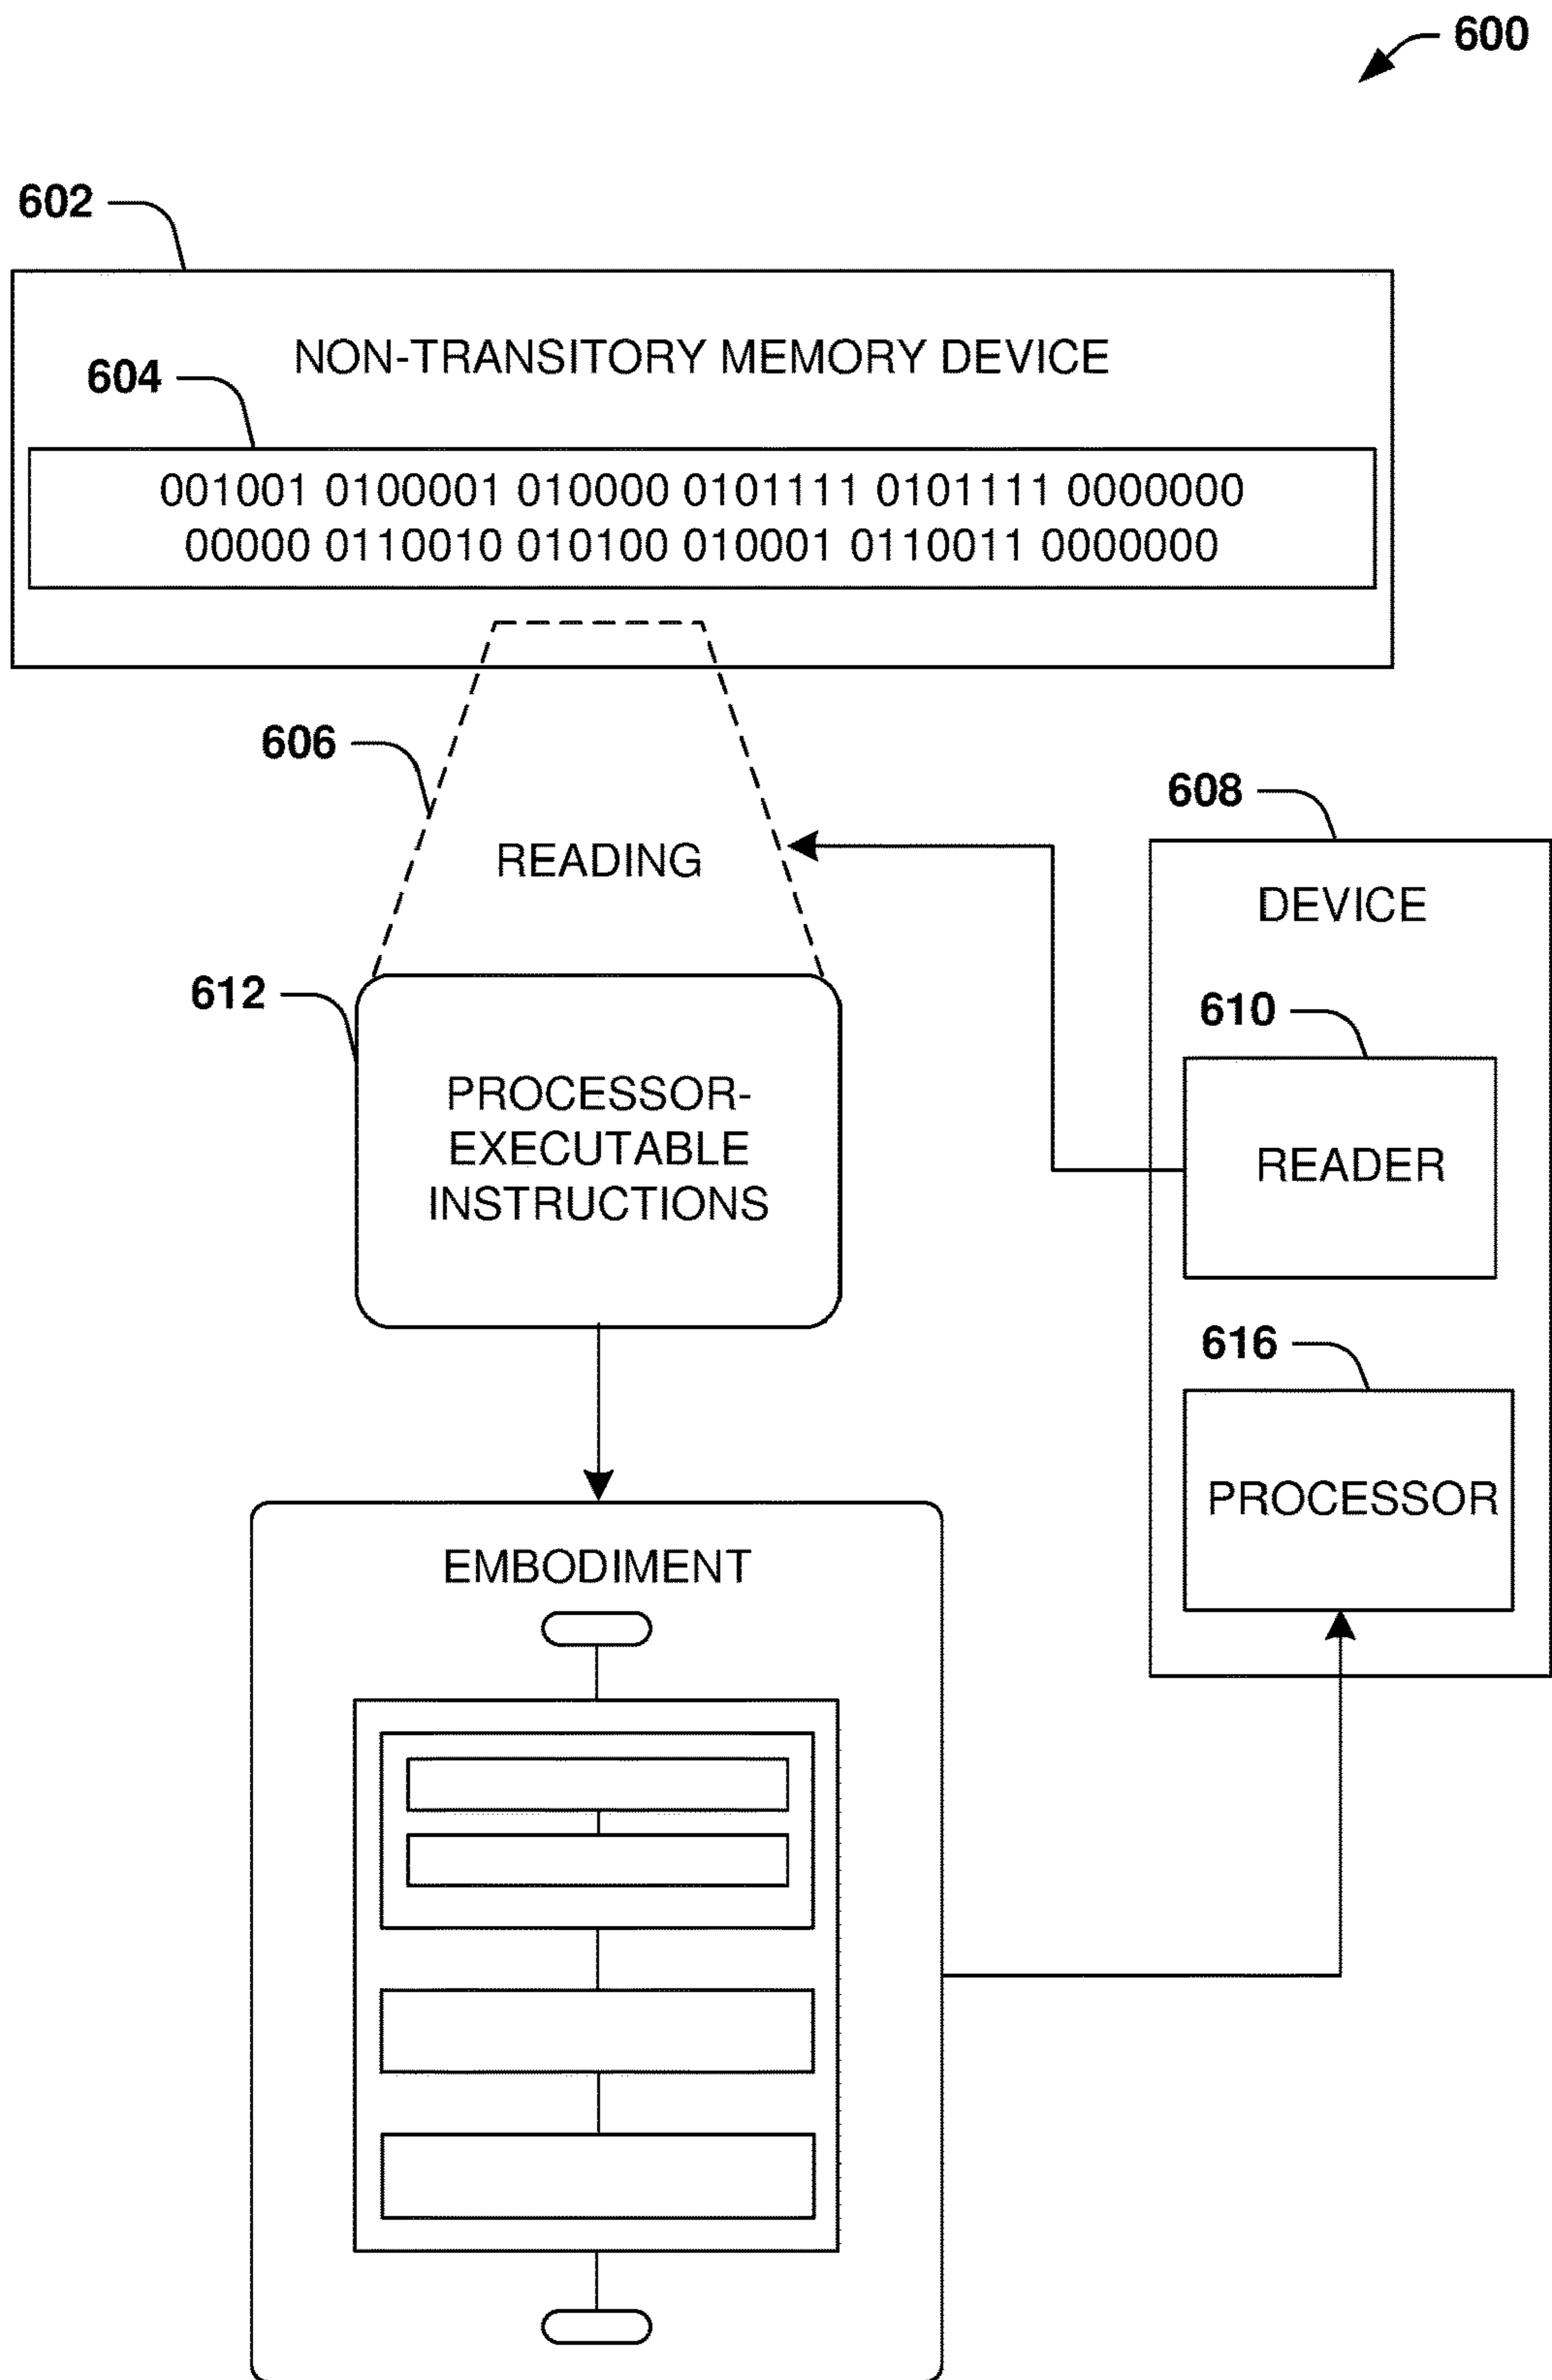 600
602
NON-TRANSITORY MEMORY DEVICE
604
001001 0100001 010000 0101111 0101111 0000000
00000 0110010 010100 010001 0110011 0000000
606
READING
608
DEVICE
612
610
PROCESSOR-
EXECUTABLE
INSTRUCTIONS
READER
616
PROCESSOR
EMBODIMENT